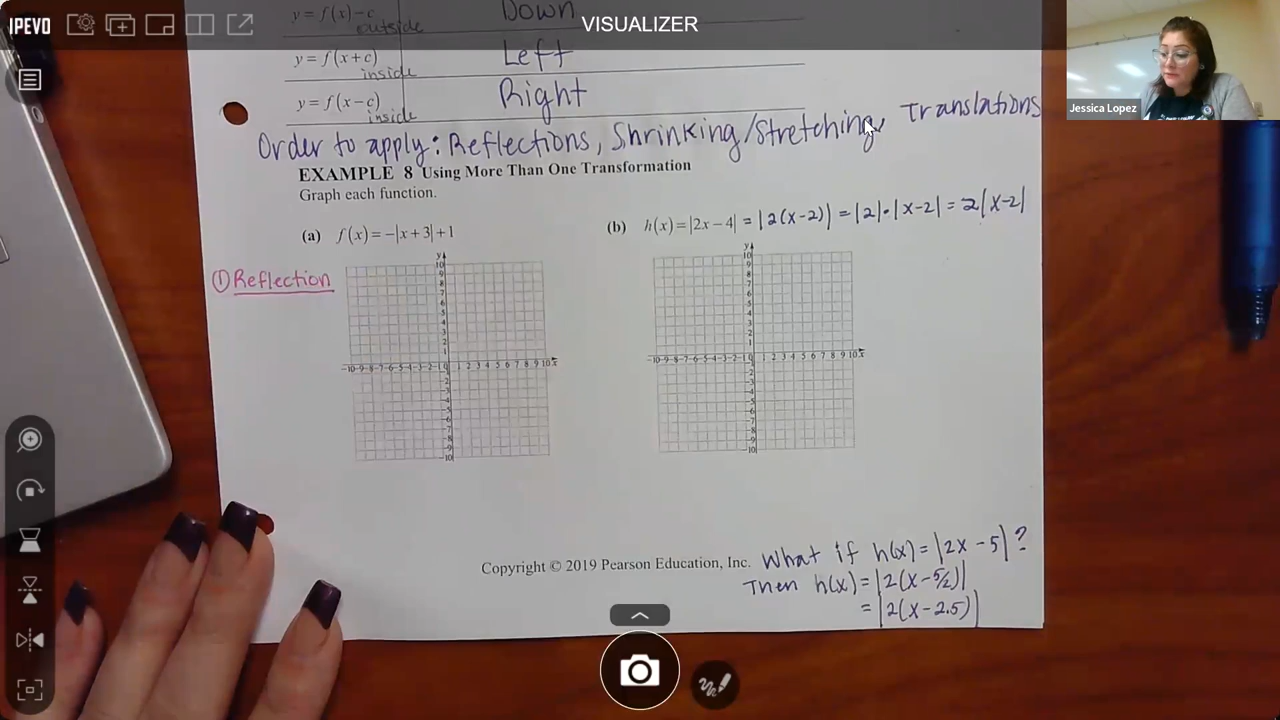 IPEVO
VISUALIZER
Jessica Lopez
y = f(x) − c
outside
Down
y = f(x + c)
inside
Left
y = f(x − c)
inside
Right
Order to apply: Reflections, Shrinking/Stretching, Translations
EXAMPLE 8 Using More Than One Transformation
Graph each function.
(a) f(x) = −|x + 3| + 1
(b) h(x) = |2x − 4| = |2(x−2)| = |2|•|x−2| = 2|x−2|
① Reflection
Copyright © 2019 Pearson Education, Inc.
What if h(x) = |2x − 5|?
Then h(x) = |2(x − 5/2)|
= |2(x − 2.5)|